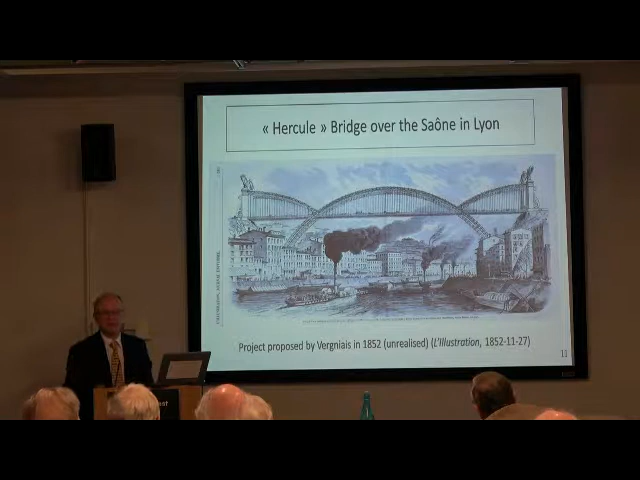 « Hercule » Bridge over the Saône in Lyon
Project proposed by Vergniais in 1852 (unrealised) (L'Illustration, 1852-11-27)
11